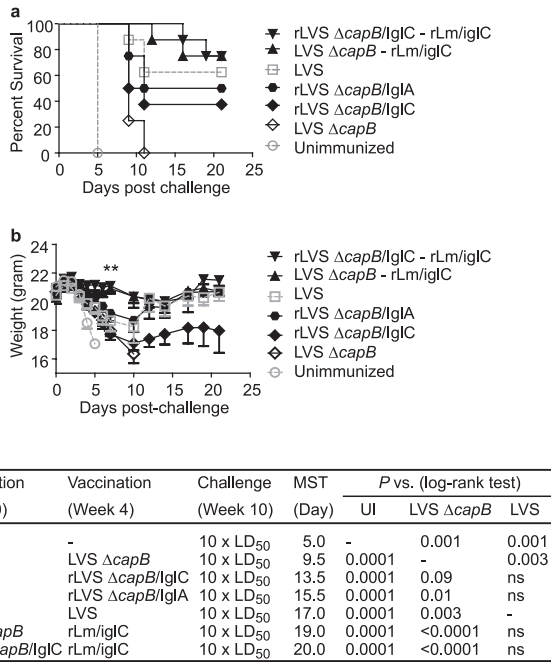 a
Percent Survival
100
80
60
40
20
0
0 5 10 15 20 25
Days post challenge
rLVS ΔcapB/IglC - rLm/iglC
LVS ΔcapB - rLm/iglC
LVS
rLVS ΔcapB/IglA
rLVS ΔcapB/IglC
LVS ΔcapB
Unimmunized
b
Weight (gram)
24
22
20
18
16
**
0 5 10 15 20 25
Days post-challenge
rLVS ΔcapB/IglC - rLm/iglC
LVS ΔcapB - rLm/iglC
LVS
rLVS ΔcapB/IglA
rLVS ΔcapB/IglC
LVS ΔcapB
Unimmunized
tion Vaccination Challenge MST P vs. (log-rank test)
) (Week 4) (Week 10) (Day) UI LVS ΔcapB LVS
- 10 x LD50 5.0 - 0.001 0.001
LVS ΔcapB 10 x LD50 9.5 0.0001 - 0.003
rLVS ΔcapB/IglC 10 x LD50 13.5 0.0001 0.09 ns
rLVS ΔcapB/IglA 10 x LD50 15.5 0.0001 0.01 ns
LVS 10 x LD50 17.0 0.0001 0.003 -
apB rLm/iglC 10 x LD50 19.0 0.0001 <0.0001 ns
capB/IglC rLm/iglC 10 x LD50 20.0 0.0001 <0.0001 ns